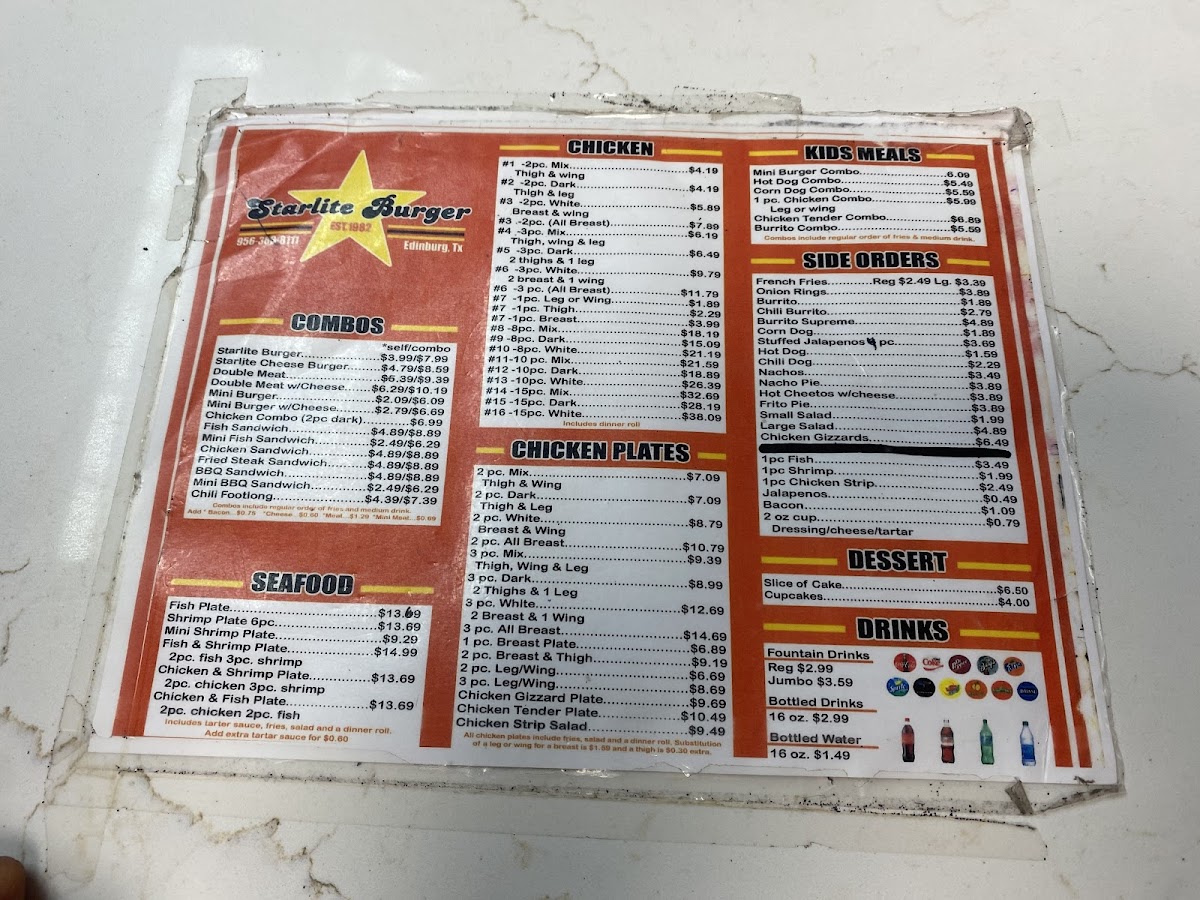 Starlite Burger
EST.1982
Edinburg, Tx
COMBOS
*self/combo
Starlite Burger $3.99/$7.99
Starlite Cheese Burger $4.79/$8.59
Double Meat $5.39/$9.39
Double Meat w/Cheese $6.29/$10.19
Mini Burger $2.09/$6.09
Mini Burger w/Cheese $2.79/$6.69
Chicken Combo (2pc dark) $6.99
Fish Sandwich $4.89/$8.89
Mini Fish Sandwich $2.49/$6.29
Chicken Sandwich $4.89/$8.89
Fried Steak Sandwich $4.89/$8.89
BBQ Sandwich $4.89/$8.89
Mini BBQ Sandwich $2.49/$6.29
Chili Footlong $4.39/$7.39
Combos include regular order of fries and medium drink.
Add * Bacon...$0.75 *Cheese...$0.60 *Meat...$1.29 *Mini Meat...$0.69
SEAFOOD
Fish Plate $13.69
Shrimp Plate 6pc. $13.69
Mini Shrimp Plate $9.29
Fish & Shrimp Plate $14.99
2pc. fish 3pc. shrimp
Chicken & Shrimp Plate $13.69
2pc. chicken 3pc. shrimp
Chicken & Fish Plate $13.69
2pc. chicken 2pc. fish
Includes tarter sauce, fries, salad and a dinner roll.
Add extra tartar sauce for $0.60
CHICKEN
#1 -2pc. Mix $4.19
Thigh & wing
#2 -2pc. Dark $4.19
Thigh & leg
#3 -2pc. White $5.89
Breast & wing
#3 -2pc. (All Breast) $7.89
#4 -3pc. Mix $6.19
Thigh, wing & leg
#5 -3pc. Dark $6.49
2 thighs & 1 leg
#6 -3pc. White $9.79
2 breast & 1 wing
#6 -3 pc. (All Breast) $11.79
#7 -1pc. Leg or Wing $1.89
#7 -1pc. Thigh $2.29
#7 -1pc. Breast $3.99
#8 -8pc. Mix $18.19
#9 -8pc. Dark $15.09
#10 -8pc. White $21.19
#11-10 pc. Mix $21.59
#12 -10pc. Dark $18.89
#13 -10pc. White $26.39
#14 -15pc. Mix $32.69
#15 -15pc. Dark $28.19
#16 -15pc. White $38.09
Includes dinner roll
CHICKEN PLATES
2 pc. Mix $7.09
Thigh & Wing
2 pc. Dark $7.09
Thigh & Leg
2 pc. White $8.79
Breast & Wing
2 pc. All Breast $10.79
3 pc. Mix $9.39
Thigh, Wing & Leg
3 pc. Dark $8.99
2 Thighs & 1 Leg
3 pc. White $12.69
2 Breast & 1 Wing
3 pc. All Breast $14.69
1 pc. Breast Plate $6.89
2 pc. Breast & Thigh $9.19
2 pc. Leg/Wing $6.69
3 pc. Leg/Wing $8.69
Chicken Gizzard Plate $9.69
Chicken Tender Plate $10.49
Chicken Strip Salad $9.49
All chicken plates include fries, salad and a dinner roll. Substitution
of a leg or wing for a breast is and a thigh is $0.30 extra.
KIDS MEALS
Mini Burger Combo 6.09
Hot Dog Combo $5.49
Corn Dog Combo $5.59
1 pc. Chicken Combo $5.99
Leg or wing
Chicken Tender Combo $6.89
Burrito Combo $5.59
Combos include regular order of fries & medium drink.
SIDE ORDERS
French Fries Reg $2.49 Lg. $3.39
Onion Rings $3.89
Burrito $1.89
Chili Burrito $2.79
Burrito Supreme $4.89
Corn Dog $1.89
Stuffed Jalapenos 4 pc. $3.69
Hot Dog $1.59
Chili Dog $2.29
Nachos $3.49
Nacho Pie $3.89
Hot Cheetos w/cheese $3.89
Frito Pie $3.89
Small Salad $1.99
Large Salad $4.89
Chicken Gizzards $6.49
1pc Fish $3.49
1pc Shrimp $1.99
1pc Chicken Strip $2.49
Jalapenos $0.49
Bacon $1.09
2 oz cup $0.79
Dressing/cheese/tartar
DESSERT
Slice of Cake $6.50
Cupcakes $4.00
DRINKS
Fountain Drinks
Reg $2.99
Jumbo $3.59
Bottled Drinks
16 oz. $2.99
Bottled Water
16 oz. $1.49